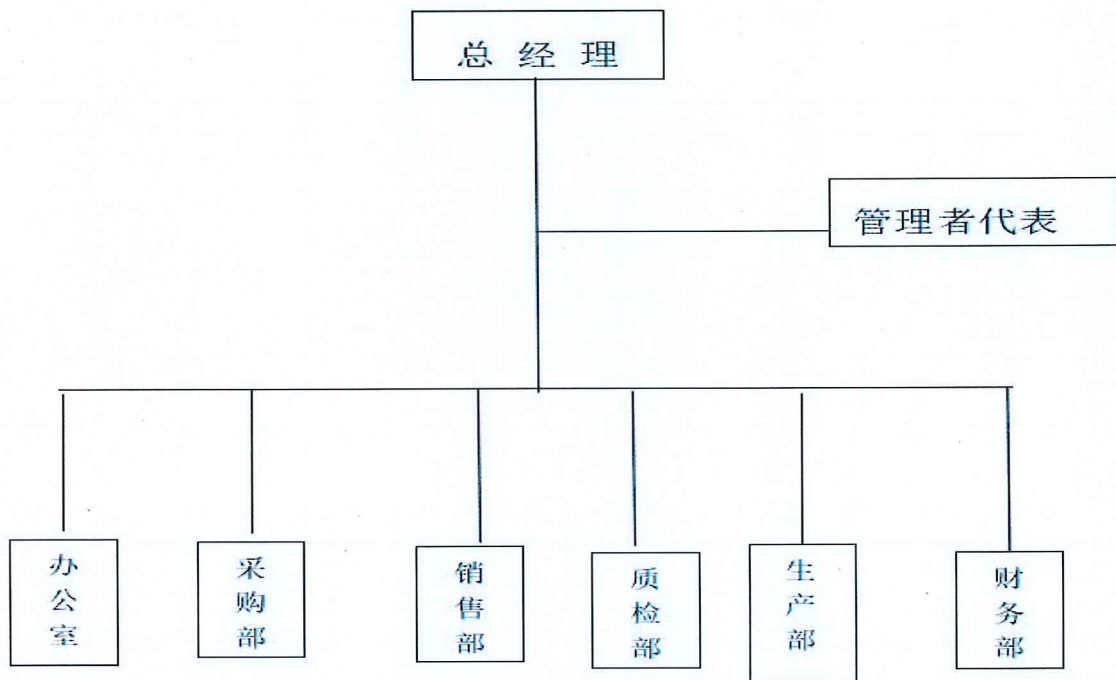 总 经 理
管理者代表
办公室
采购部
销售部
质检部
生产部
财务部